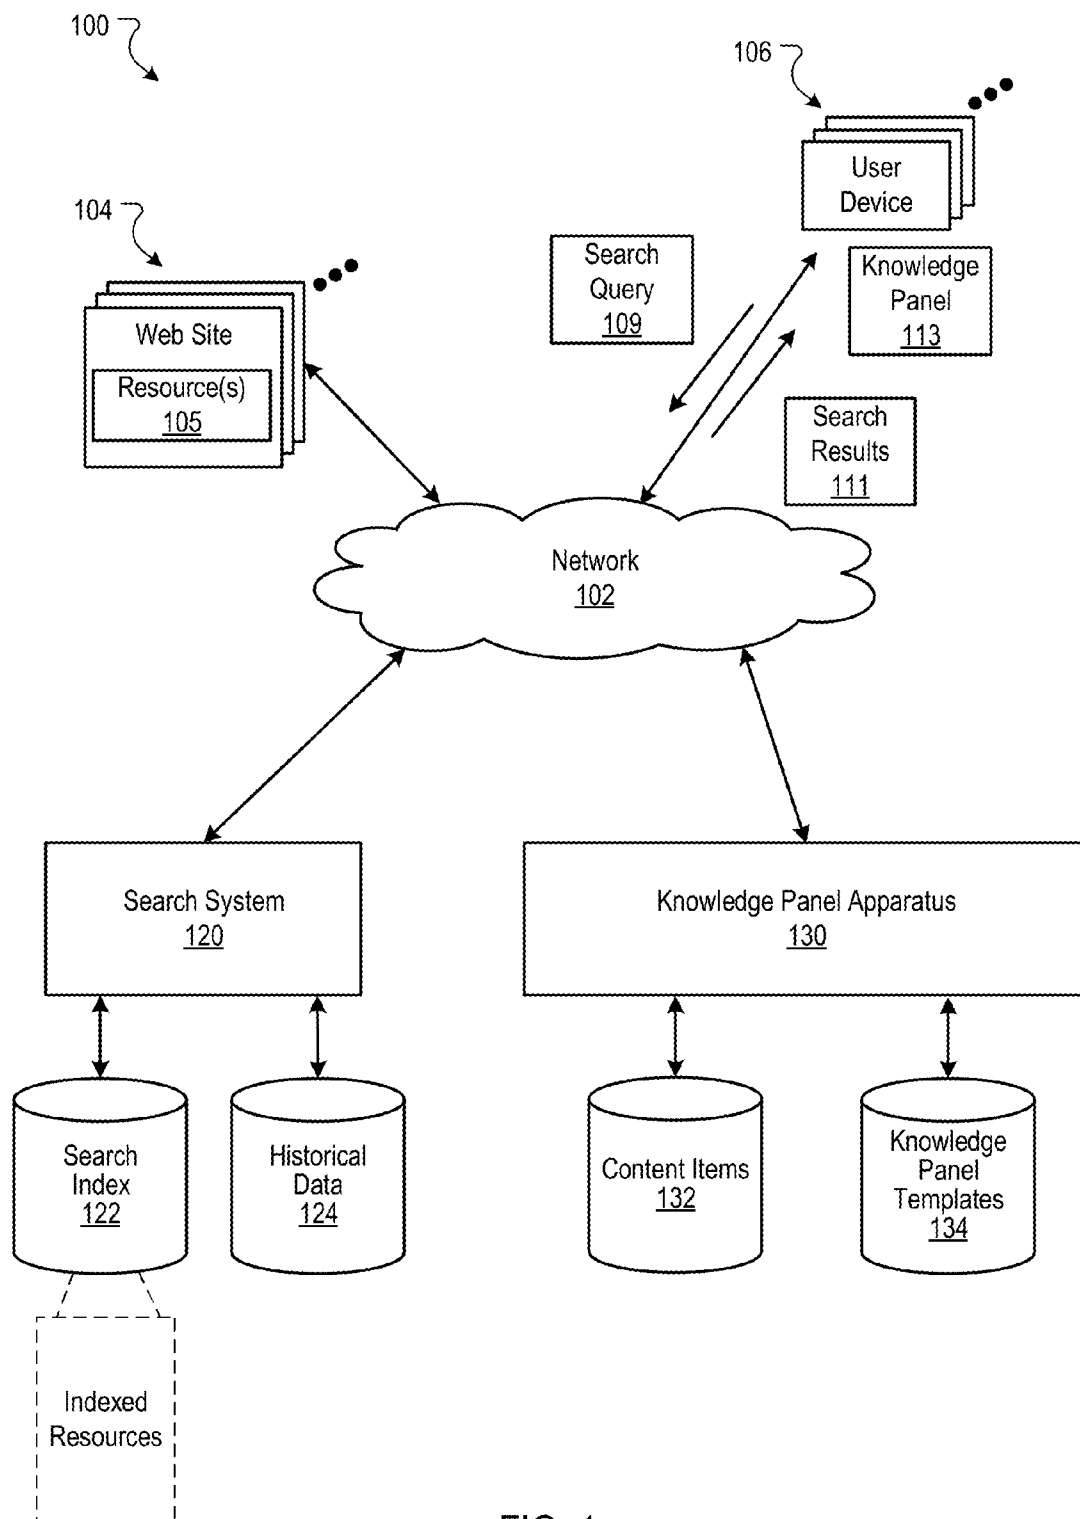 100
106
User
Device
104
Search
Query
109
Knowledge
Panel
113
Web Site
Resource(s)
105
Search
Results
111
Network
102
Search System
120
Knowledge Panel Apparatus
130
Search
Index
122
Historical
Data
124
Content Items
132
Knowledge
Panel
Templates
134
Indexed
Resources